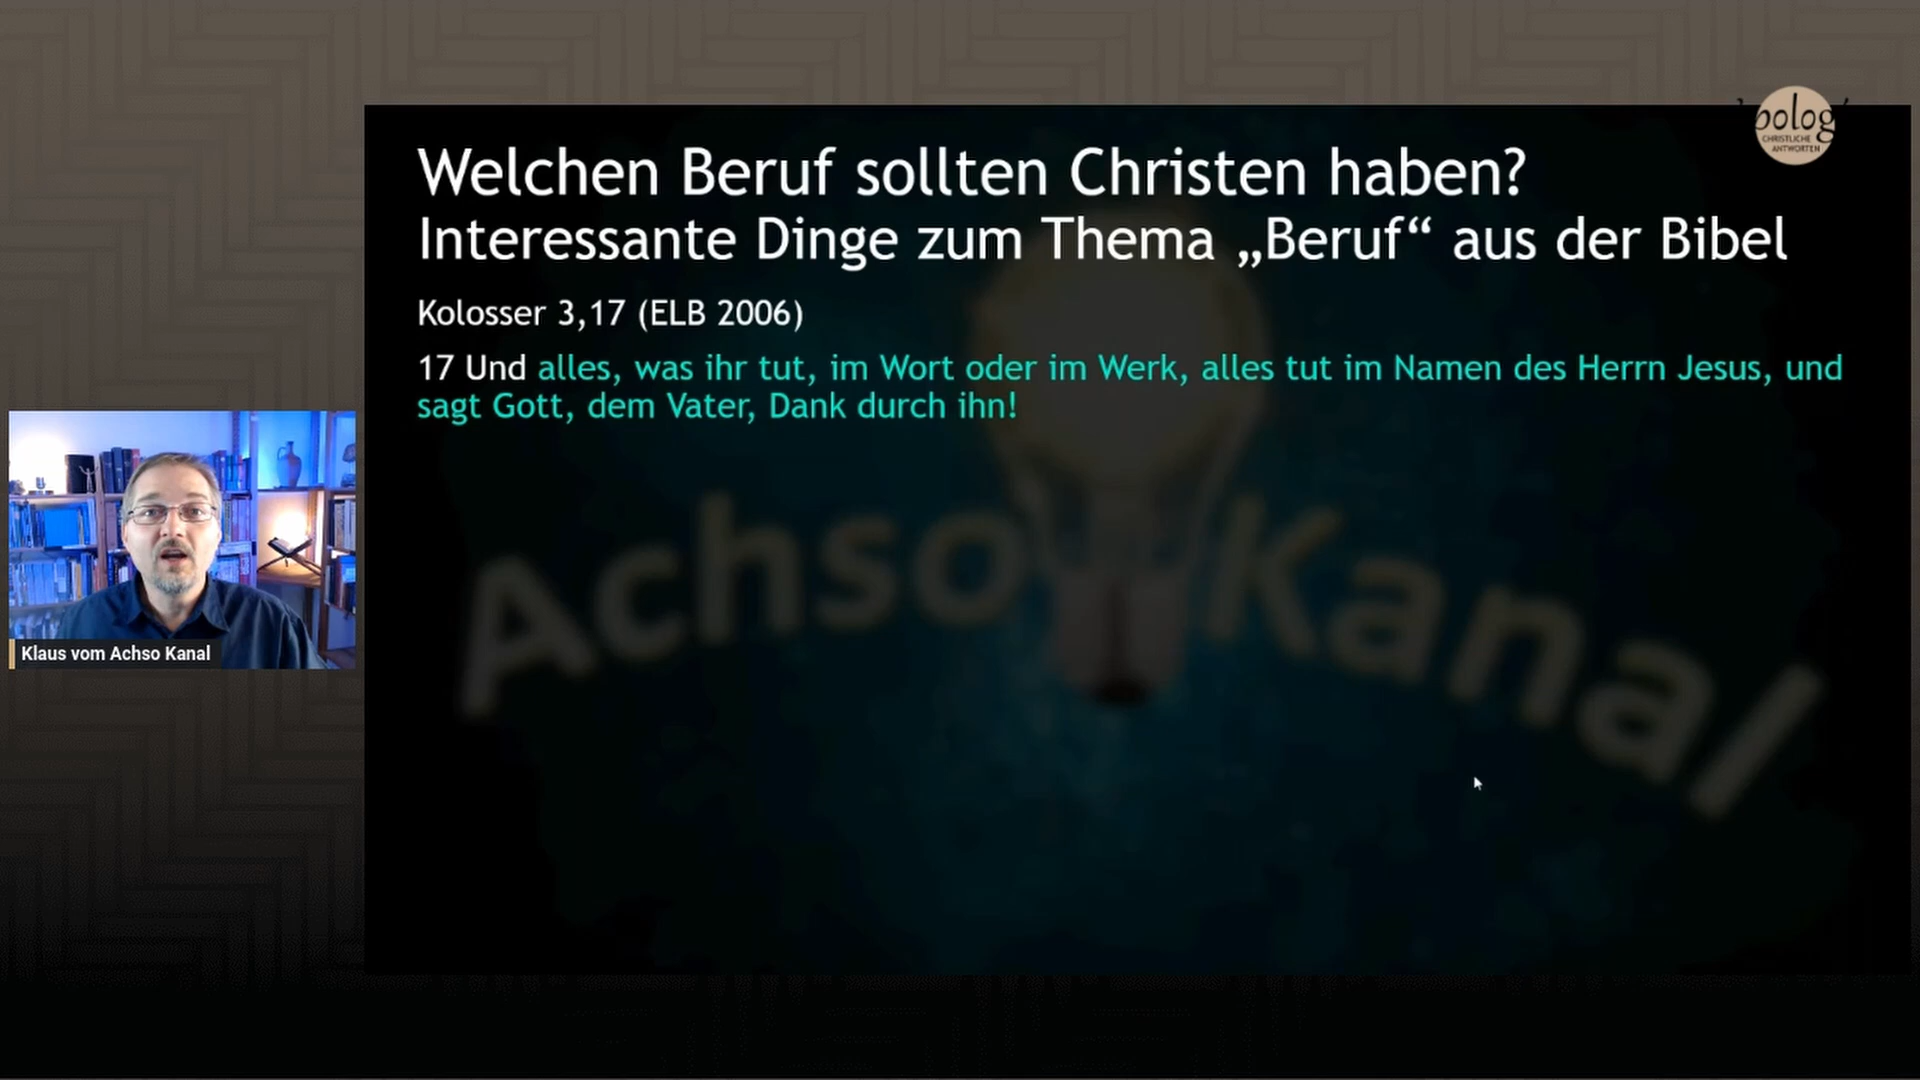 Welchen Beruf sollten Christen haben?
Interessante Dinge zum Thema „Beruf“ aus der Bibel
Kolosser 3,17 (ELB 2006)
17 Und alles, was ihr tut, im Wort oder im Werk, alles tut im Namen des Herrn Jesus, und
sagt Gott, dem Vater, Dank durch ihn!
Achso Kanal
Klaus vom Achso Kanal
CHRISTLICHE
ANTWORTEN